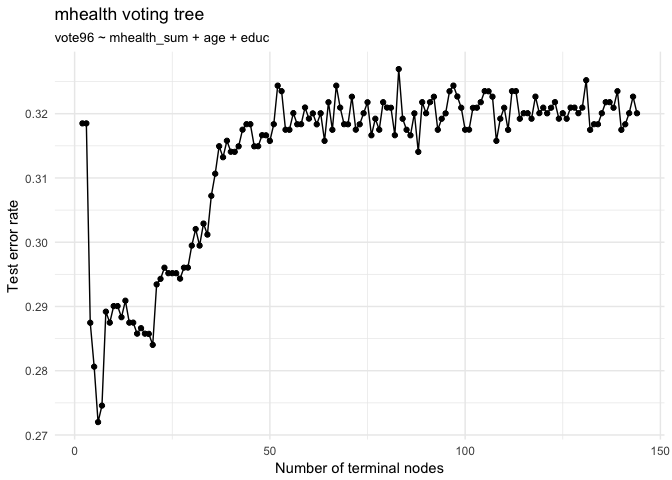 mhealth voting tree
vote96 ~ mhealth_sum + age + educ
Test error rate
0.32
0.31
0.30
0.29
0.28
0.27
0
50
100
150
Number of terminal nodes